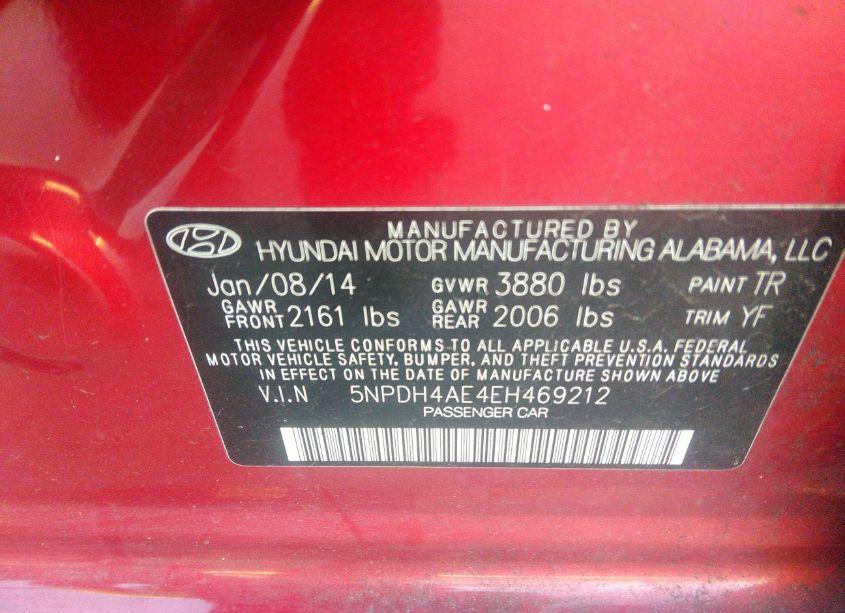 MANUFACTURED BY
HYUNDAI MOTOR MANUFACTURING ALABAMA, LLC
Jan/08/14 GVWR 3880 lbs PAINT TR
GAWR FRONT 2161 lbs GAWR REAR 2006 lbs TRIM YF
THIS VEHICLE CONFORMS TO ALL APPLICABLE U.S.A. FEDERAL
MOTOR VEHICLE SAFETY, BUMPER, AND THEFT PREVENTION STANDARDS
IN EFFECT ON THE DATE OF MANUFACTURE SHOWN ABOVE
V.I.N 5NPDH4AE4EH469212
PASSENGER CAR